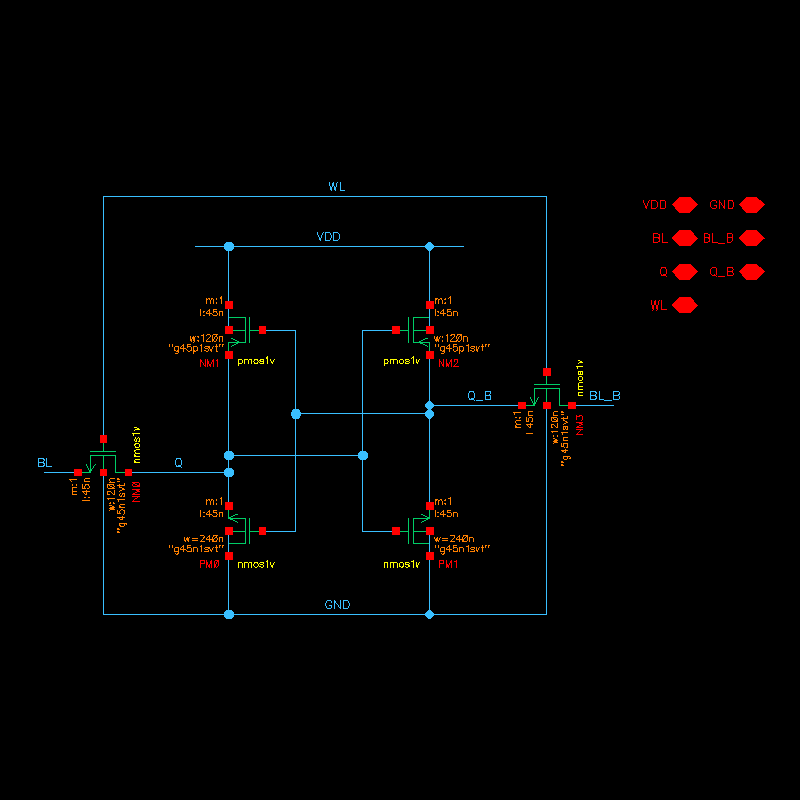 WL
VDD
VDD GND
BL BL_B
Q Q_B
WL
m:1
l:45n
w:120n
"g45p1svt"
NM1
pmos1v
m:1
l:45n
w:120n
"g45p1svt"
NM2
pmos1v
Q_B
BL_B
nmos1v
m:1
l:45n
w:120n
"g45n1svt"
NM3
BL
Q
nmos1v
m:1
l:45n
w:120n
"g45n1svt"
NM0
m:1
l:45n
w=240n
"g45n1svt"
PM0
nmos1v
m:1
l:45n
w=240n
"g45n1svt"
PM1
nmos1v
GND